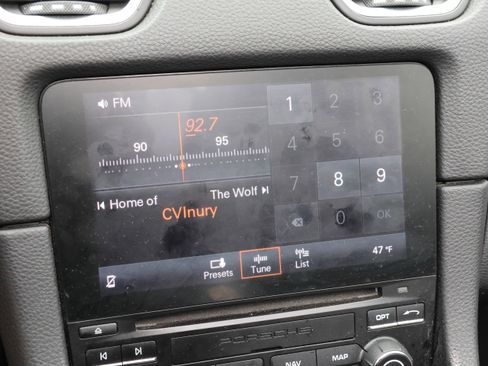 FM
92.7
90 95
Home of
The Wolf
CVInury
1 2 3
4 5 6
7 8 9
0 OK
Presets
Tune
List
47 °F
PORSCHE
OPT
NAV
MAP